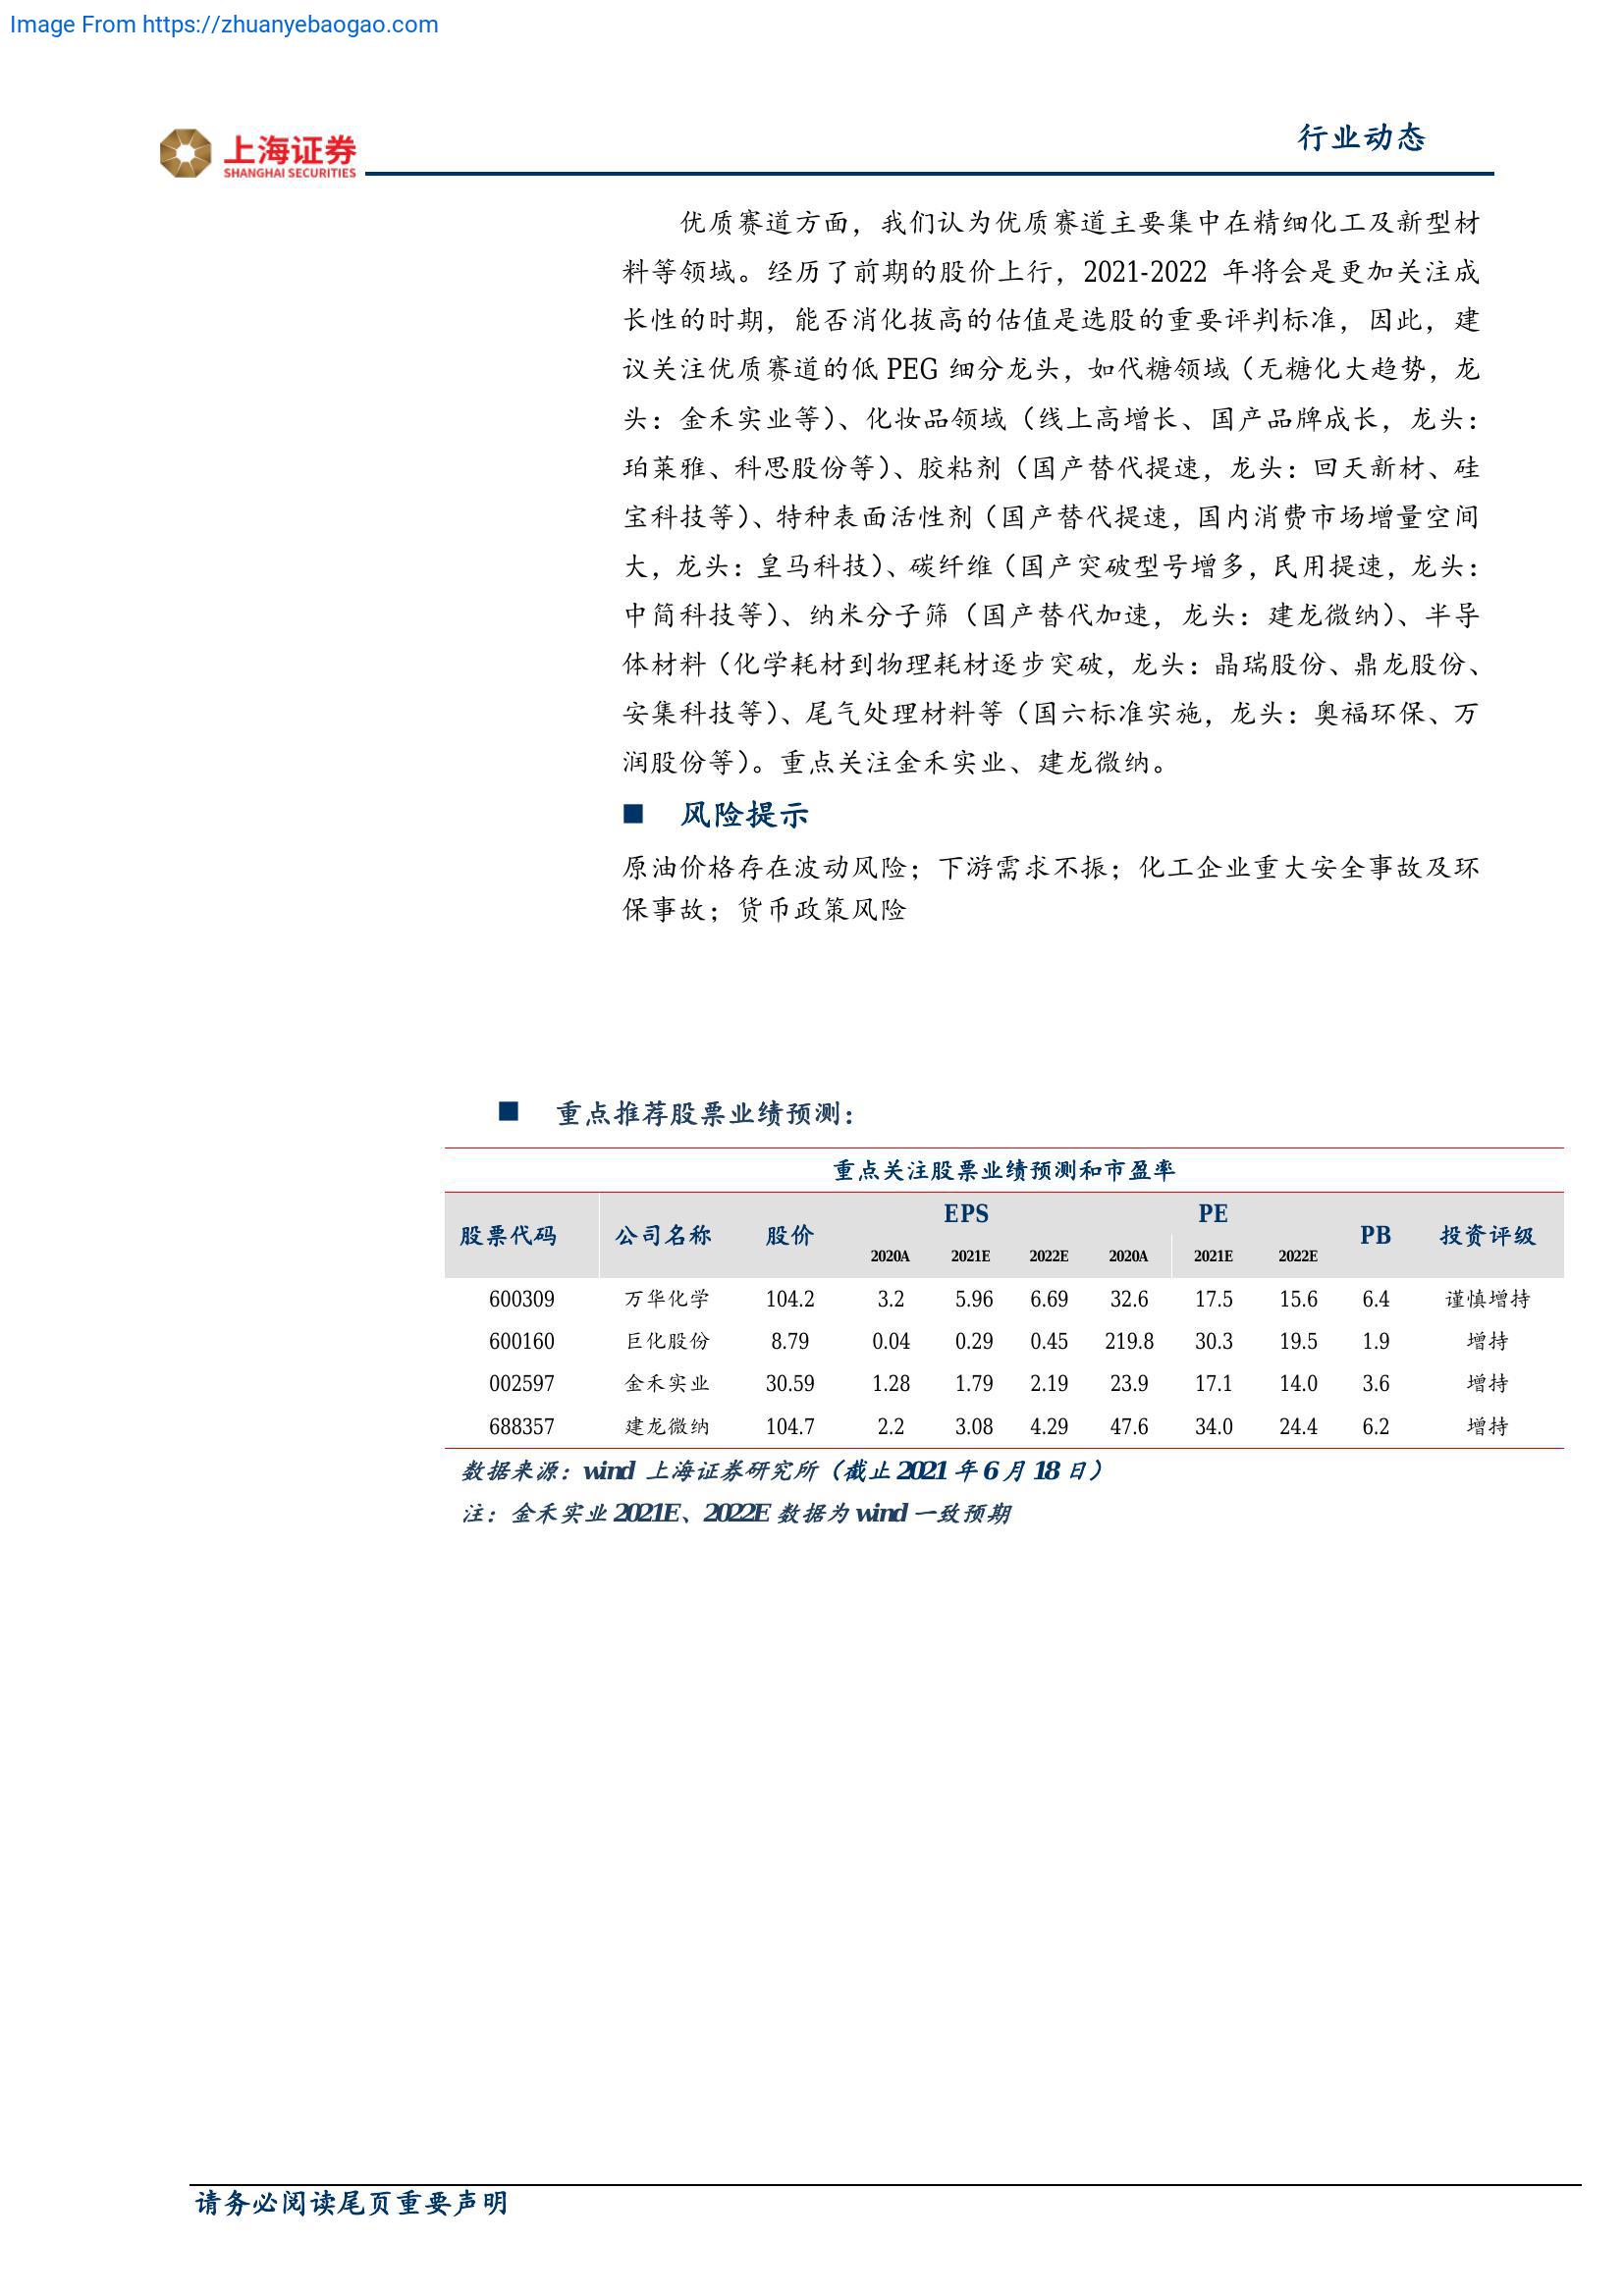 Image From https://zhuanyebaogao.com
上海证券
SHANGHAI SECURITIES
行业动态
优质赛道方面，我们认为优质赛道主要集中在精细化工及新型材
料等领域。经历了前期的股价上行，2021-2022 年将会是更加关注成
长性的时期，能否消化拔高的估值是选股的重要评判标准，因此，建
议关注优质赛道的低 PEG 细分龙头，如代糖领域（无糖化大趋势，龙
头：金禾实业等）、化妆品领域（线上高增长、国产品牌成长，龙头：
珀莱雅、科思股份等）、胶粘剂（国产替代提速，龙头：回天新材、硅
宝科技等）、特种表面活性剂（国产替代提速，国内消费市场增量空间
大，龙头：皇马科技）、碳纤维（国产突破型号增多，民用提速，龙头：
中简科技等）、纳米分子筛（国产替代加速，龙头：建龙微纳）、半导
体材料（化学耗材到物理耗材逐步突破，龙头：晶瑞股份、鼎龙股份、
安集科技等）、尾气处理材料等（国六标准实施，龙头：奥福环保、万
润股份等）。重点关注金禾实业、建龙微纳。
■ 风险提示
原油价格存在波动风险；下游需求不振；化工企业重大安全事故及环
保事故；货币政策风险
■ 重点推荐股票业绩预测：
重点关注股票业绩预测和市盈率
股票代码 公司名称 股价 EPS PE PB 投资评级
2020A 2021E 2022E 2020A 2021E 2022E
600309 万华化学 104.2 3.2 5.96 6.69 32.6 17.5 15.6 6.4 谨慎增持
600160 巨化股份 8.79 0.04 0.29 0.45 219.8 30.3 19.5 1.9 增持
002597 金禾实业 30.59 1.28 1.79 2.19 23.9 17.1 14.0 3.6 增持
688357 建龙微纳 104.7 2.2 3.08 4.29 47.6 34.0 24.4 6.2 增持
数据来源：wind 上海证券研究所（截止 2021 年 6 月 18 日）
注：金禾实业 2021E、2022E 数据为 wind 一致预期
请务必阅读尾页重要声明